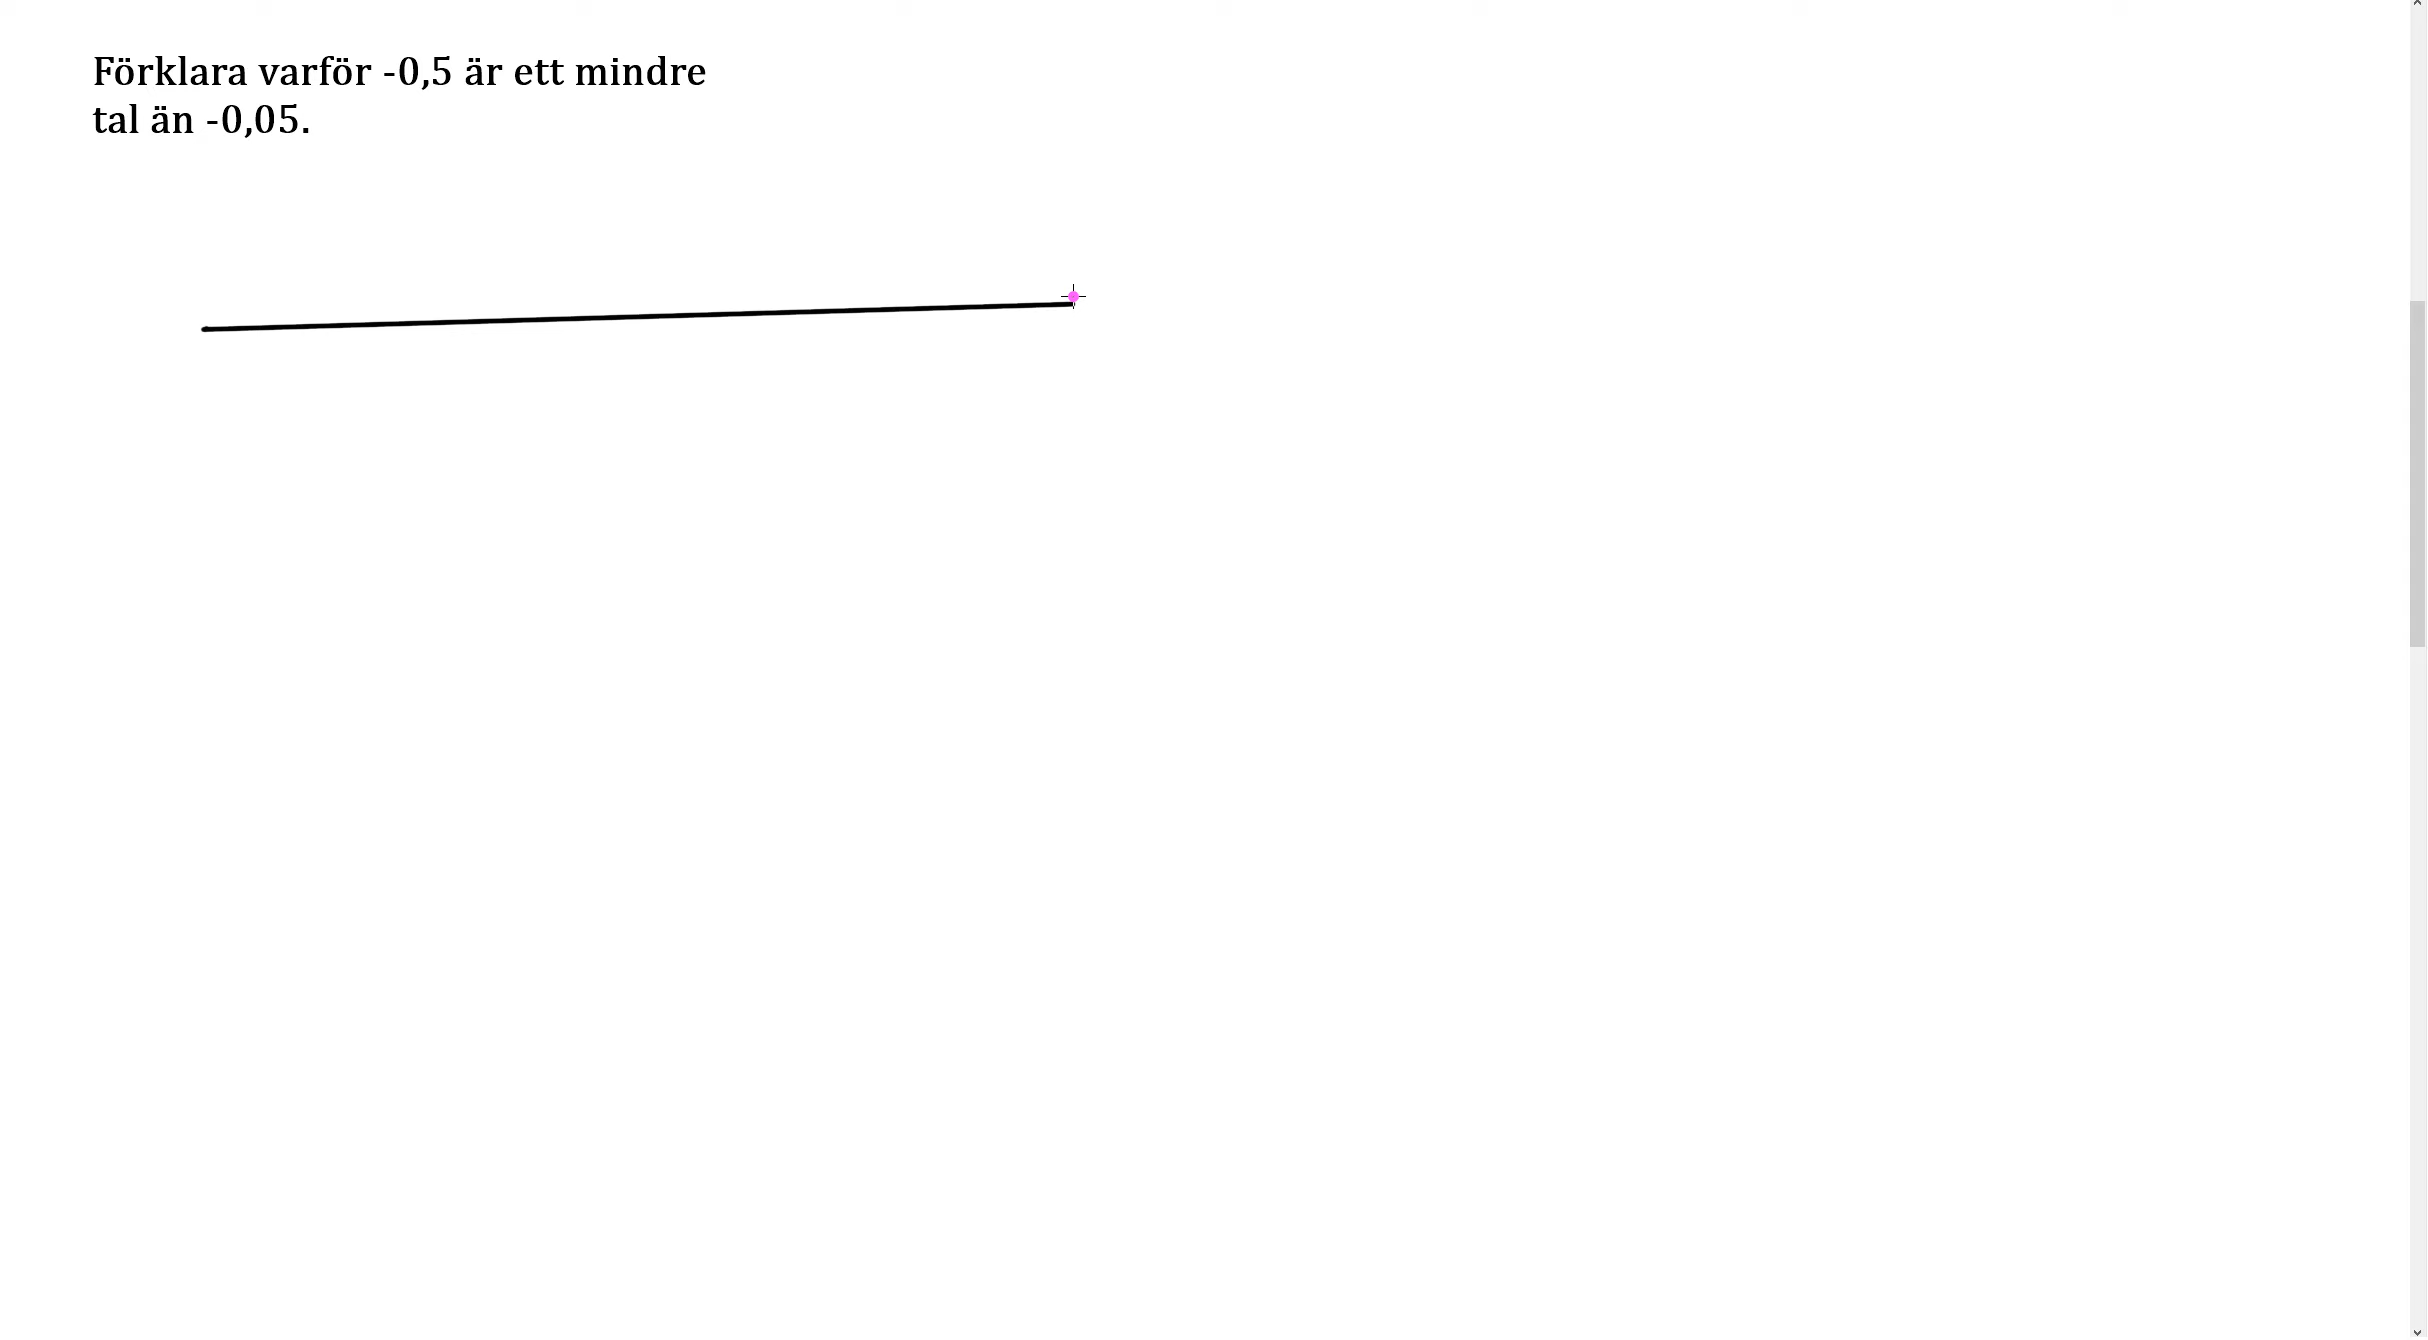 Förklara varför -0,5 är ett mindre
tal än -0,05.